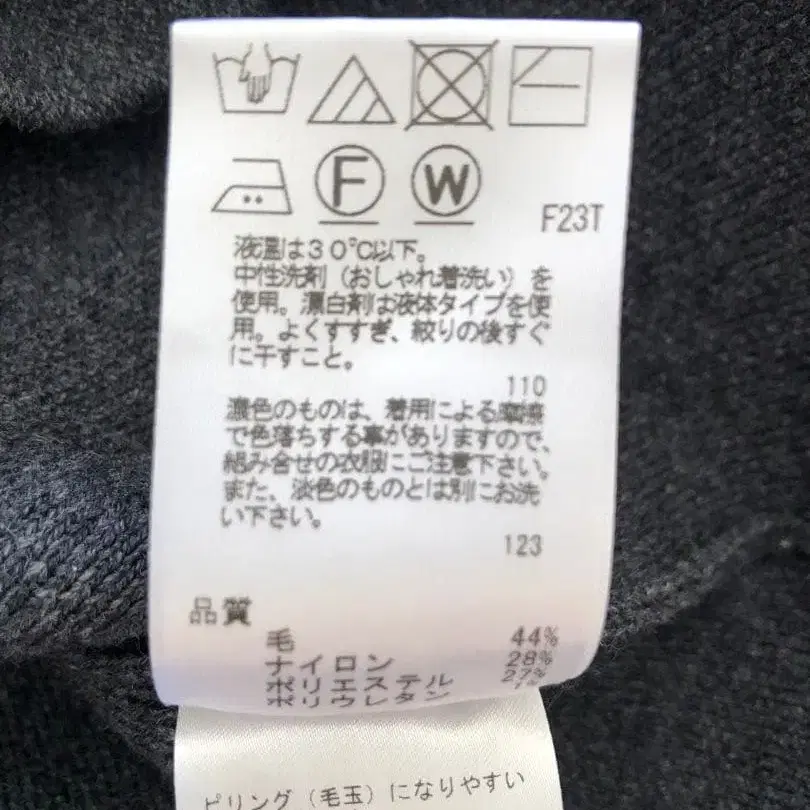 F
W
F23T
液温は30℃以下。
中性洗剤（おしゃれ着洗い）を
使用。漂白剤は液体タイプを使
用。よくすすぎ、絞りの後すぐ
に干すこと。
110
濃色のものは、着用による摩擦
で色落ちする事がありますので、
組み合せの衣服にご注意下さい。
また、淡色のものとは別にお洗
い下さい。
123
品質
毛 44%
ナイロン 28%
ポリエステル 27%
ポリウレタン
ピリング（毛玉）になりやすい